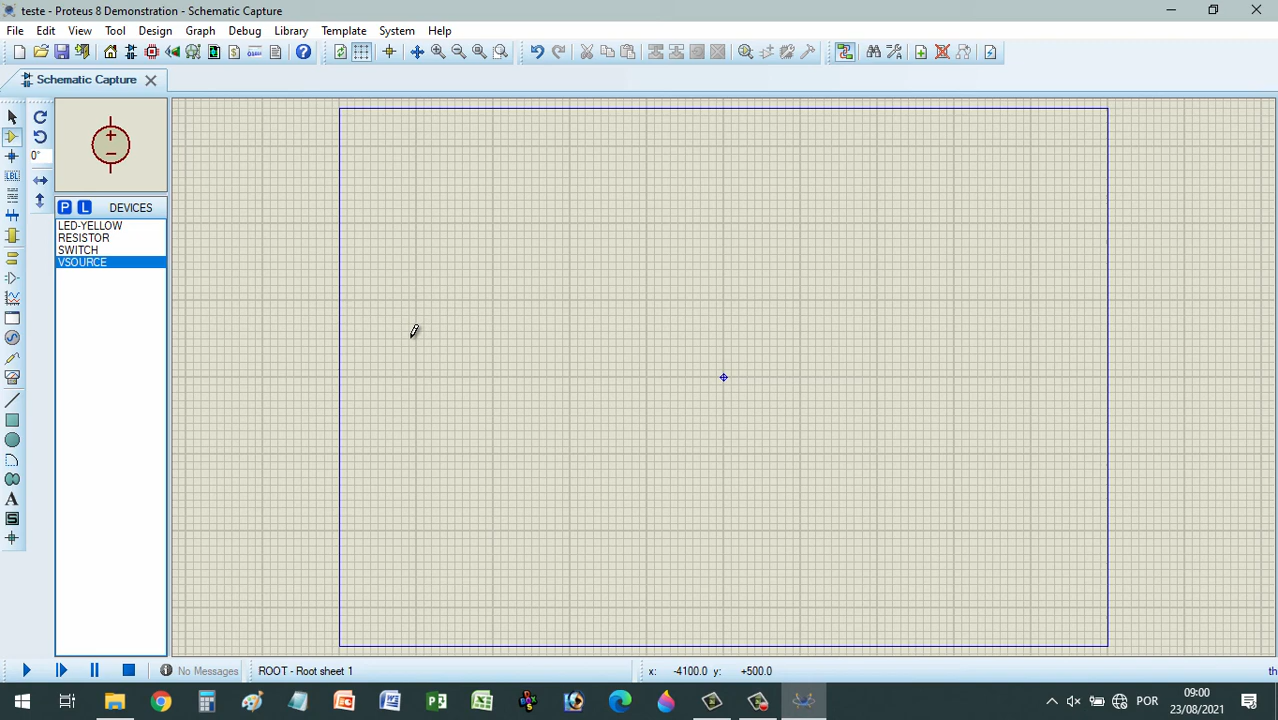 teste - Proteus 8 Demonstration - Schematic Capture
File Edit View Tool Design Graph Debug Library Template System Help
Schematic Capture
0°
P L DEVICES
LED-YELLOW
RESISTOR
SWITCH
VSOURCE
LBL
A
S
No Messages
ROOT - Root sheet 1
x: -4100.0 y: +500.0
th
POR
09:00
23/08/2021